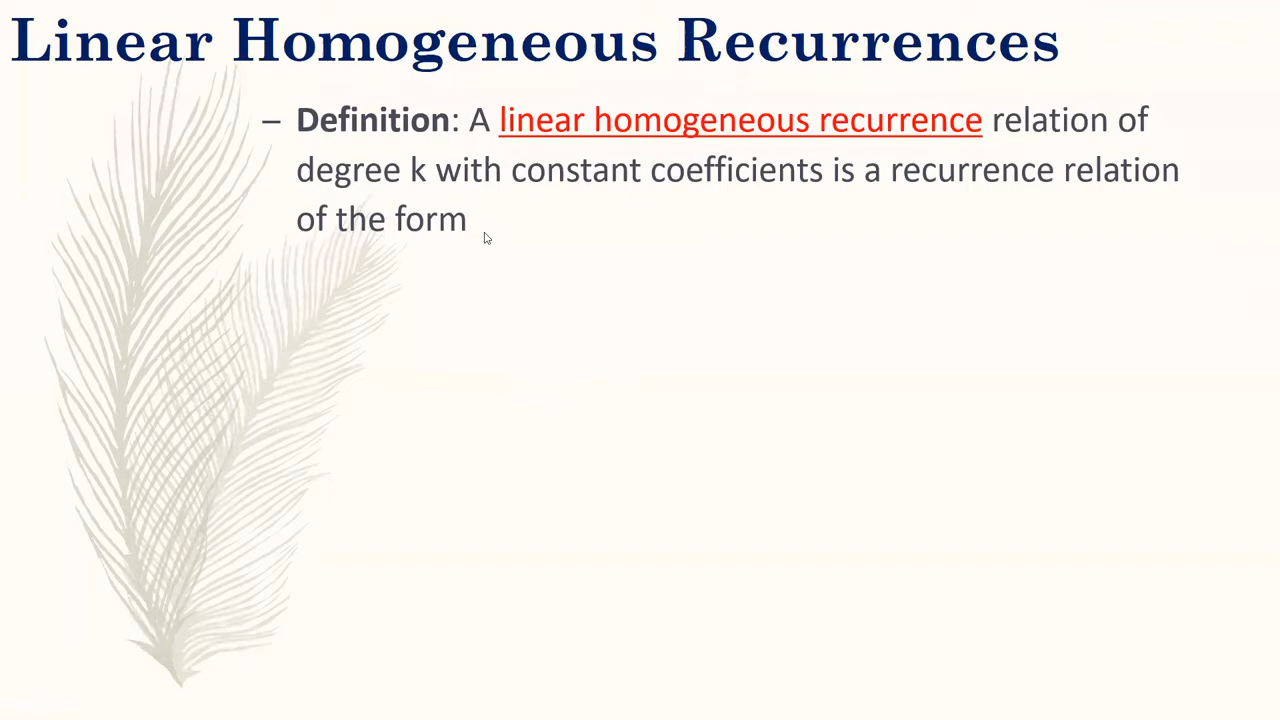 Linear Homogeneous Recurrences
– Definition: A linear homogeneous recurrence relation of
degree k with constant coefficients is a recurrence relation
of the form